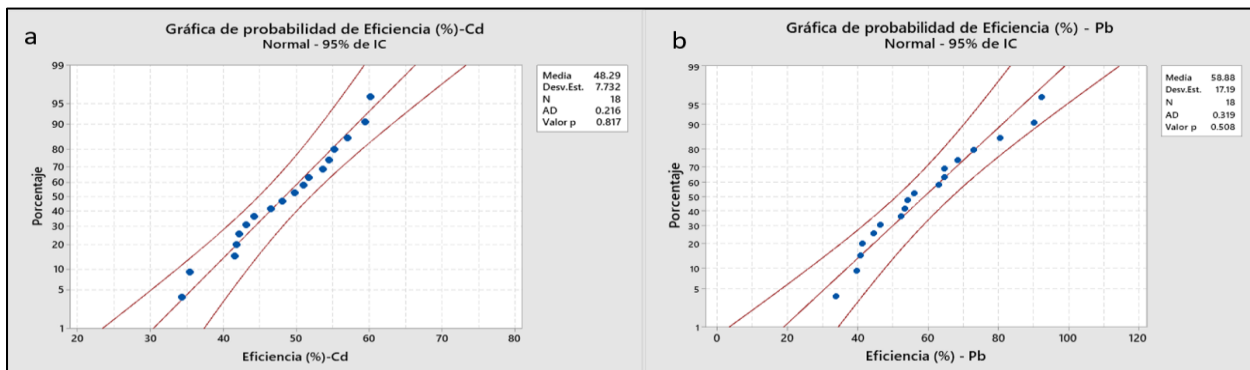 a
Gráfica de probabilidad de Eficiencia (%)-Cd
Normal - 95% de IC
Porcentaje
99
95
90
80
70
60
50
40
30
20
10
5
1
20 30 40 50 60 70 80
Eficiencia (%)-Cd
Media 48.29
Desv.Est. 7.732
N 18
AD 0.216
Valor p 0.817
b
Gráfica de probabilidad de Eficiencia (%) - Pb
Normal - 95% de IC
Porcentaje
99
95
90
80
70
60
50
40
30
20
10
5
1
0 20 40 60 80 100 120
Eficiencia (%) - Pb
Media 58.88
Desv.Est. 17.19
N 18
AD 0.319
Valor p 0.508